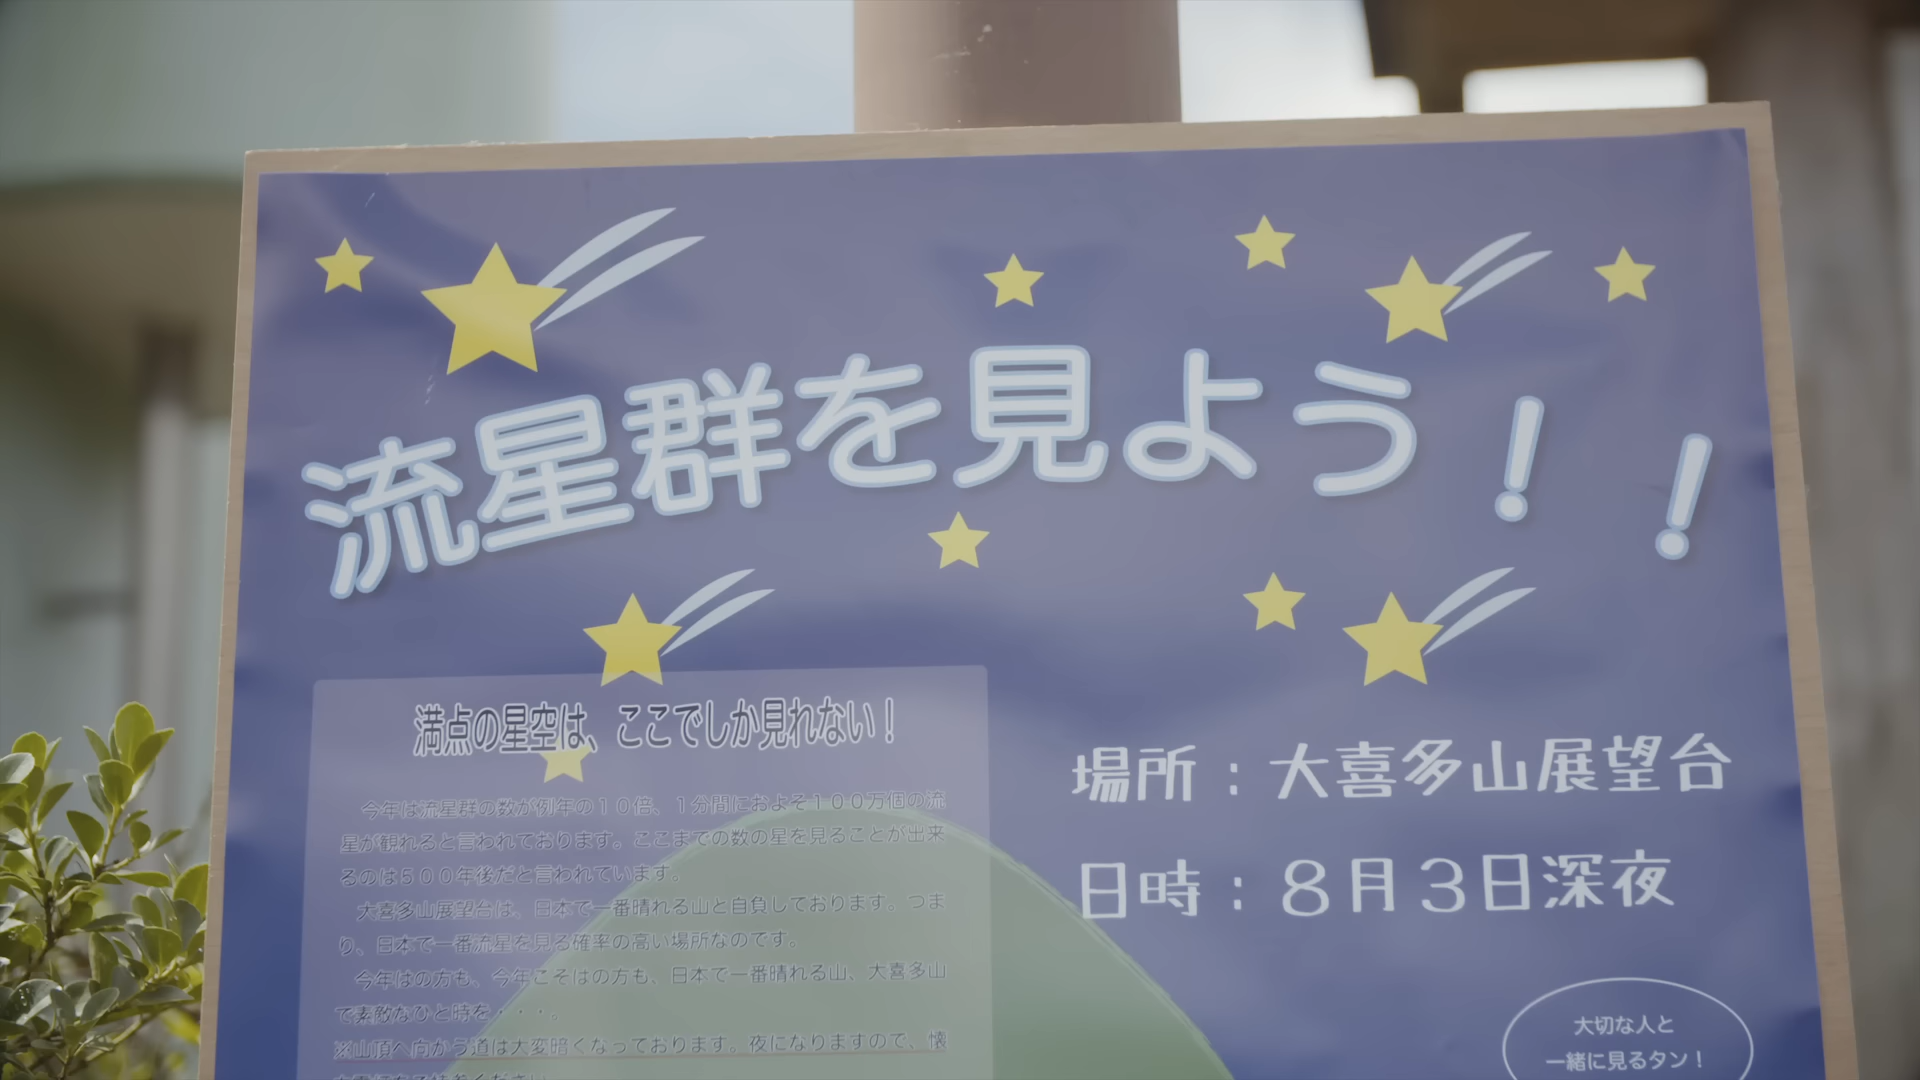 流星群を見よう！！
満点の星空は、ここでしか見れない！
今年は流星群の数が例年の１０倍、１分間におよそ１００万個の流
星が観れると言われております。ここまでの数の星を見ることが出来
るのは５００年後だと言われています。
大喜多山展望台は、日本で一番晴れる山と自負しております。つま
り、日本で一番流星を見る確率の高い場所なのです。
今年はの方も、今年こそはの方も、日本で一番晴れる山、大喜多山
で素敵なひと時を・・・。
※山頂へ向かう道は大変暗くなっております。夜になりますので、懐
場所：大喜多山展望台
日時：８月３日深夜
大切な人と
一緒に見るタン！